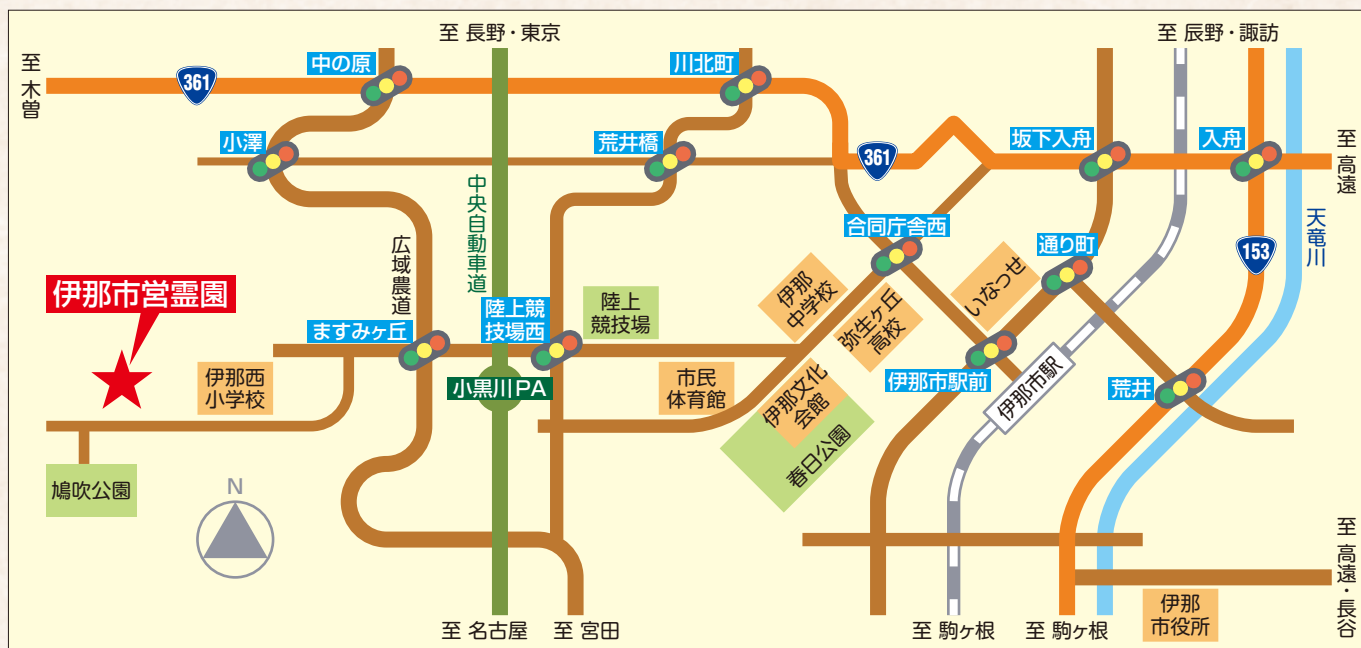 至 長野・東京
至 辰野・諏訪
至 木曽
361
中の原
川北町
小澤
荒井橋
361
坂下入舟
入舟
至 高遠
中央自動車道
広域農道
天竜川
153
合同庁舎西
通り町
伊那市営霊園
ますみヶ丘
陸上競
技場西
陸上
競技場
伊那
中学校
弥生ヶ丘
高校
いなっせ
伊那西
小学校
小黒川PA
市民
体育館
伊那文化
会館
春日公園
伊那市駅前
伊那市駅
荒井
鳩吹公園
N
至 高遠・長谷
伊那
市役所
至 名古屋
至 宮田
至 駒ヶ根
至 駒ヶ根